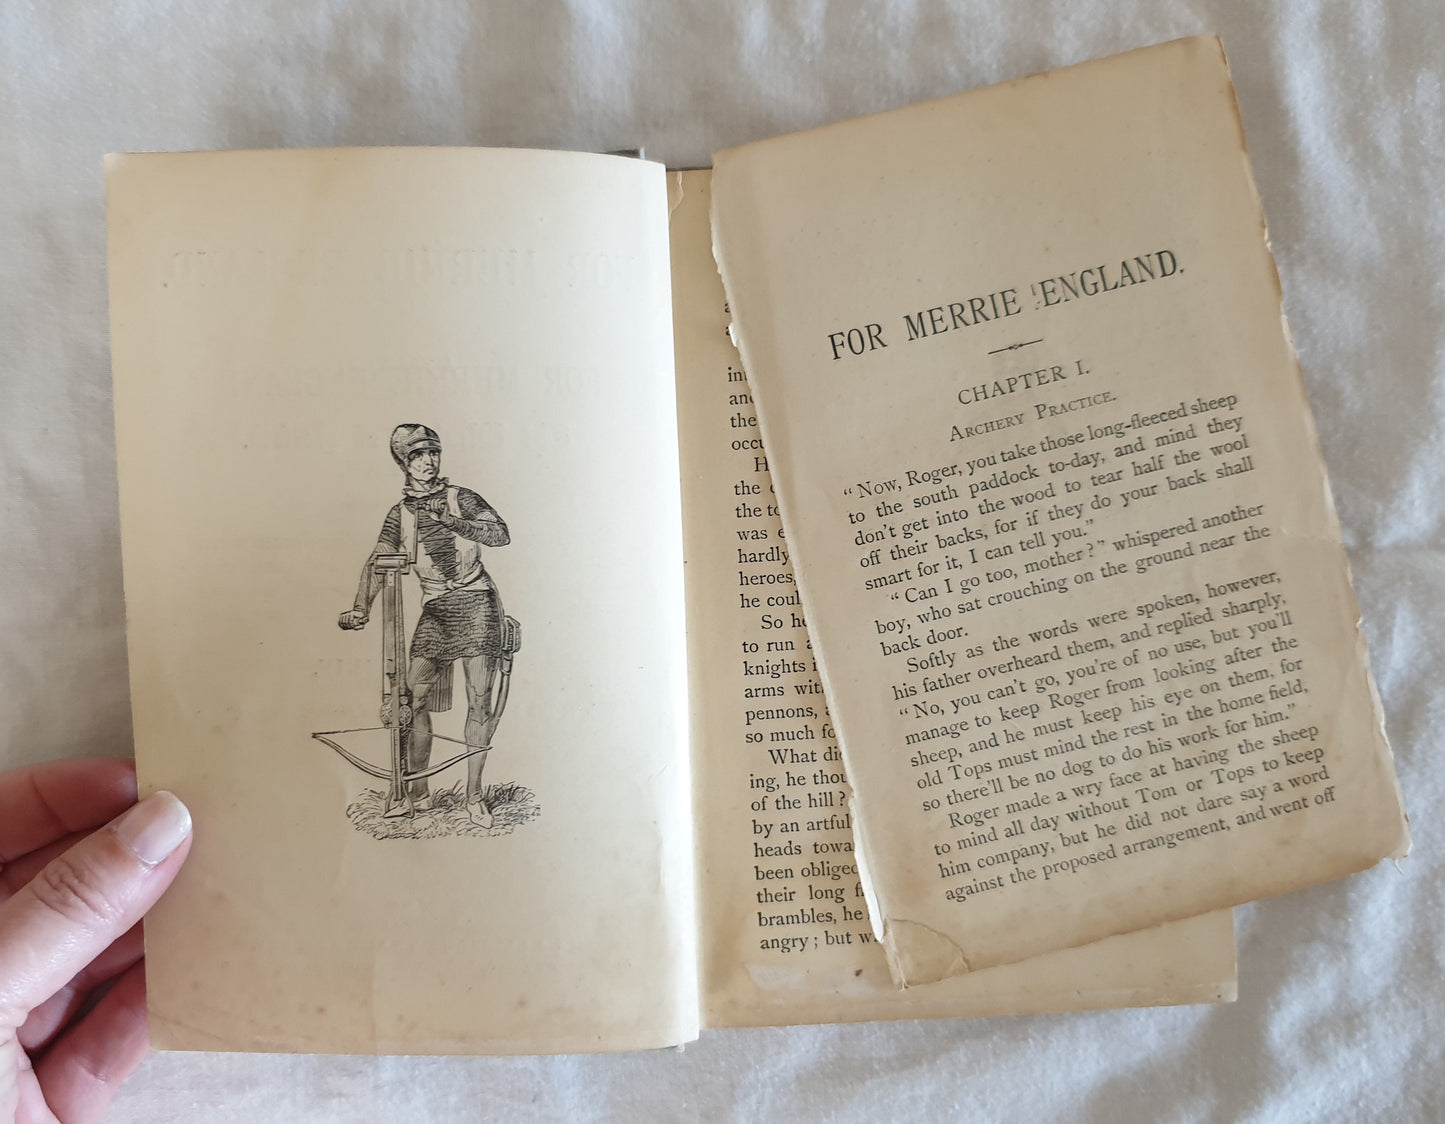 FOR MERRIE ENGLAND.
CHAPTER I.
ARCHERY PRACTICE.
“Now, Roger, you take those long-fleeced sheep
to the south paddock to-day, and mind they
don't get into the wood to tear half the wool
off their backs, for if they do your back shall
smart for it, I can tell you.”
“Can I go too, mother?” whispered another
boy, who sat crouching on the ground near the
back door.
Softly as the words were spoken, however,
his father overheard them, and replied sharply,
“No, you can't go, you're of no use, but you'll
manage to keep Roger from looking after the
sheep, and he must keep his eye on them, for
old Tops must mind the rest in the home field,
so there'll be no dog to do his work for him.”
Roger made a wry face at having the sheep
to mind all day without Tom or Tops to keep
him company, but he did not dare say a word
against the proposed arrangement, and went off
the
the
the
was
hardly
heroes,
he
So
to run
knights
arms
pennons,
so much
What
ing, he
of the hill?
by an
heads
been
their long
brambles, he
angry; but